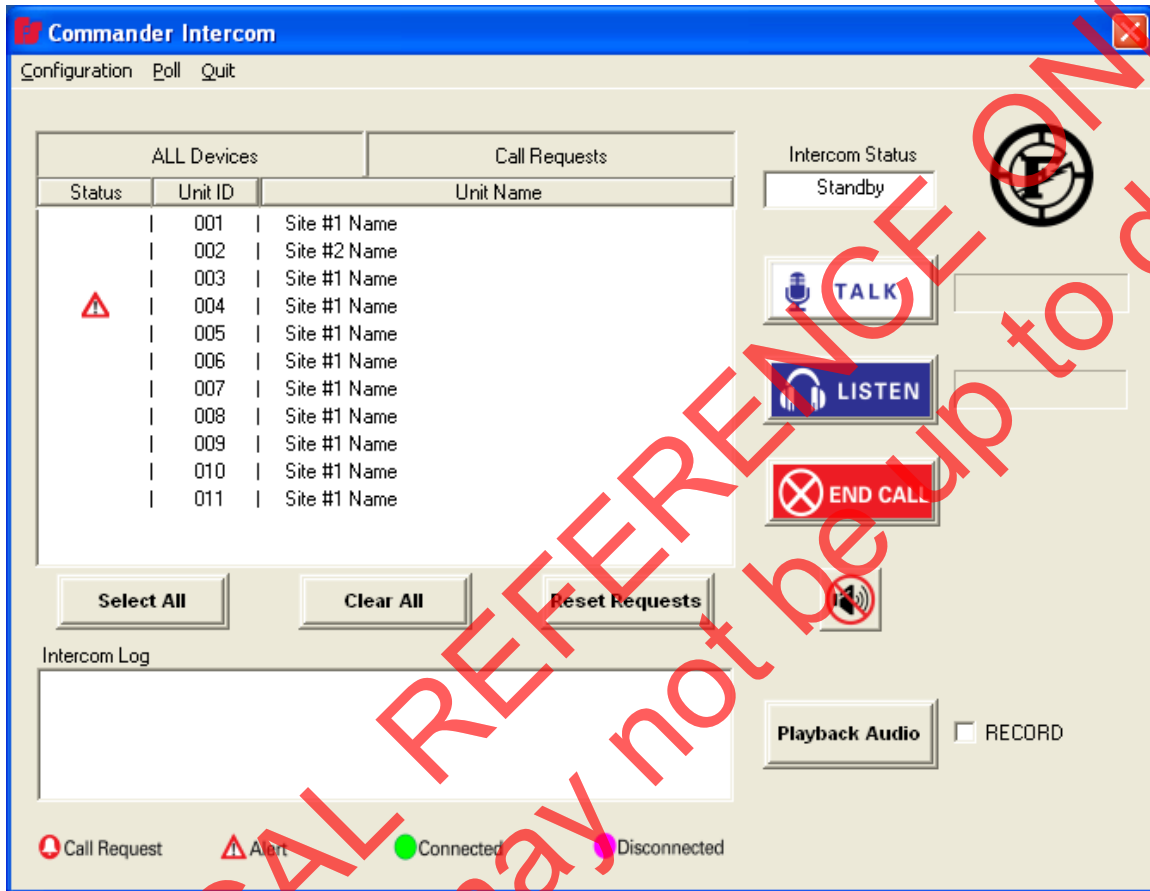 Commander Intercom
Configuration Poll Quit
ALL Devices Call Requests
Status Unit ID Unit Name
| 001 | Site #1 Name
| 002 | Site #2 Name
| 003 | Site #1 Name
| 004 | Site #1 Name
| 005 | Site #1 Name
| 006 | Site #1 Name
| 007 | Site #1 Name
| 008 | Site #1 Name
| 009 | Site #1 Name
| 010 | Site #1 Name
| 011 | Site #1 Name
Intercom Status
Standby
F
TALK
LISTEN
END CALL
Select All Clear All Reset Requests
Intercom Log
Playback Audio RECORD
Call Request Alert Connected Disconnected
REFERENCE
may not be up to